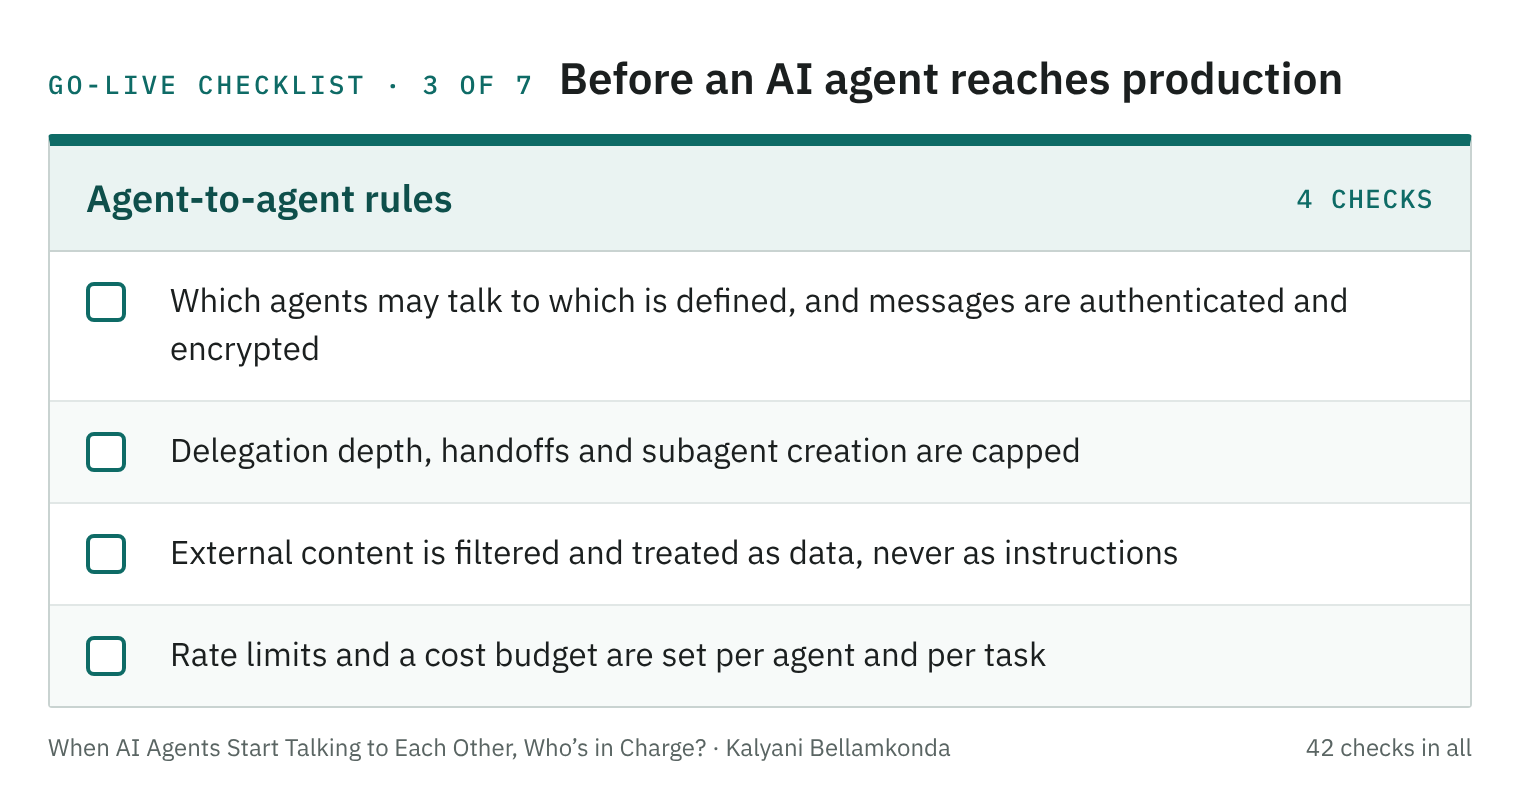 GO-LIVE CHECKLIST · 3 OF 7 Before an AI agent reaches production
Agent-to-agent rules 4 CHECKS
Which agents may talk to which is defined, and messages are authenticated and
encrypted
Delegation depth, handoffs and subagent creation are capped
External content is filtered and treated as data, never as instructions
Rate limits and a cost budget are set per agent and per task
When AI Agents Start Talking to Each Other, Who’s in Charge? · Kalyani Bellamkonda 42 checks in all